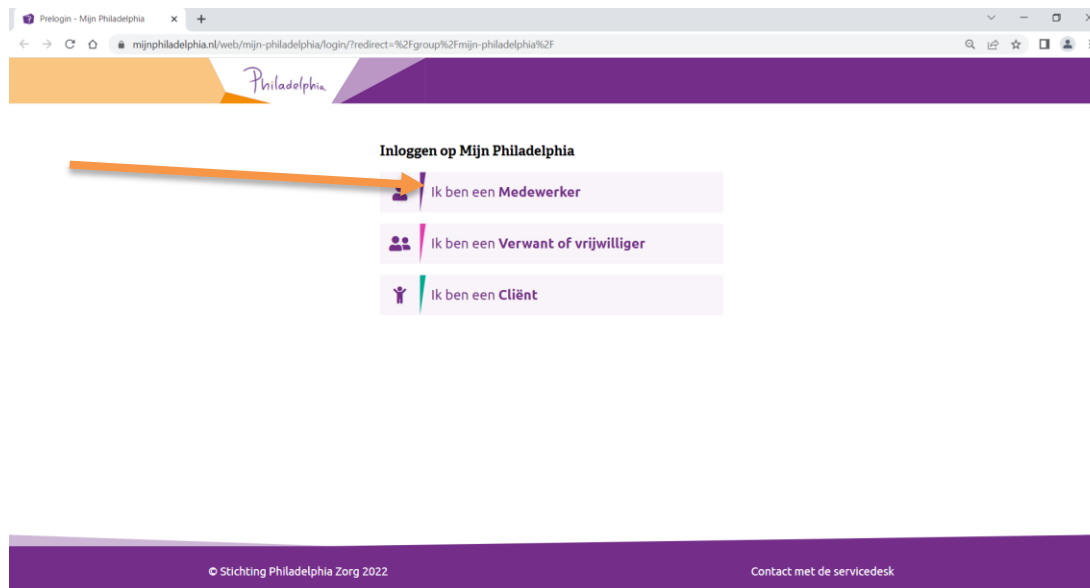 Prelogin - Mijn Philadelphia
mijnphiladelphia.nl/web/mijn-philadelphia/login/?redirect=%2Fgroup%2Fmijn-philadelphia%2F
Philadelphia
Inloggen op Mijn Philadelphia
Ik ben een Medewerker
Ik ben een Verwant of vrijwilliger
Ik ben een Cliënt
© Stichting Philadelphia Zorg 2022
Contact met de servicedesk